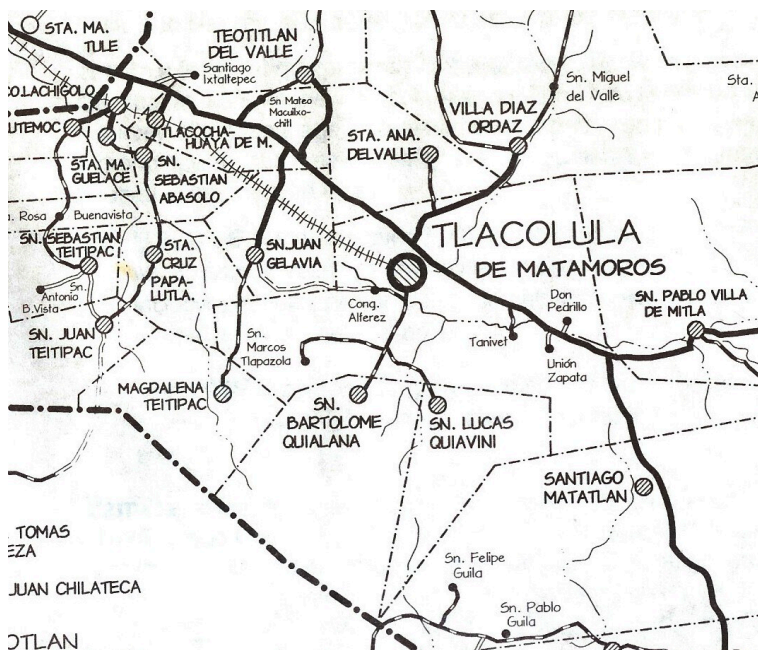 STA. MA.
TULE
TEOTITLAN
DEL VALLE
Santiago
Ixtaltepec
Sn. Miguel
del Valle
Sta.
CO.LACHIGOLO
Sn Mateo
Macuilxo-
chitl
VILLA DIAZ
ORDAZ
UTEMOC
TLACOCHA-
HUAYA DE M.
STA. ANA.
DELVALLE
STA. MA.
GUELACE
SN.
SEBASTIAN
ABASOLO
Rosa
Buenavista
TLACOLULA
DE MATAMOROS
SN. SEBASTIAN
TEITIPAC
STA.
CRUZ
PAPA-
LUTLA.
SN.JUAN
GELAVIA
Sn.
Antonio
B.Vista
Cong.
Alferez
Don
Pedrillo
SN. PABLO VILLA
DE MITLA
SN. JUAN
TEITIPAC
Sn.
Marcos
Tlapazola
Tanivet
Unión
Zapata
MAGDALENA
TEITIPAC
SN.
BARTOLOME
QUIALANA
SN. LUCAS
QUIAVINI
SANTIAGO
MATATLAN
TOMAS
EZA
Sn. Felipe
Guila
JUAN CHILATECA
Sn. Pablo
Guila
OTLAN